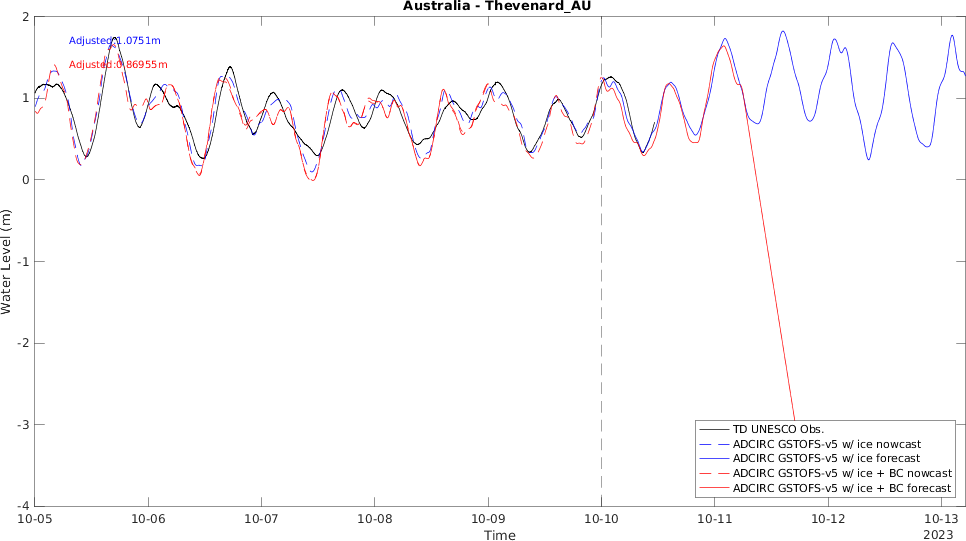 Australia - Thevenard_AU
Adjusted:1.0751m
Adjusted:0.86955m
Water Level (m)
2
1
0
-1
-2
-3
-4
TD UNESCO Obs.
ADCIRC GSTOFS-v5 w/ ice nowcast
ADCIRC GSTOFS-v5 w/ ice forecast
ADCIRC GSTOFS-v5 w/ ice + BC nowcast
ADCIRC GSTOFS-v5 w/ ice + BC forecast
10-05 10-06 10-07 10-08 10-09 10-10 10-11 10-12 10-13
Time
2023